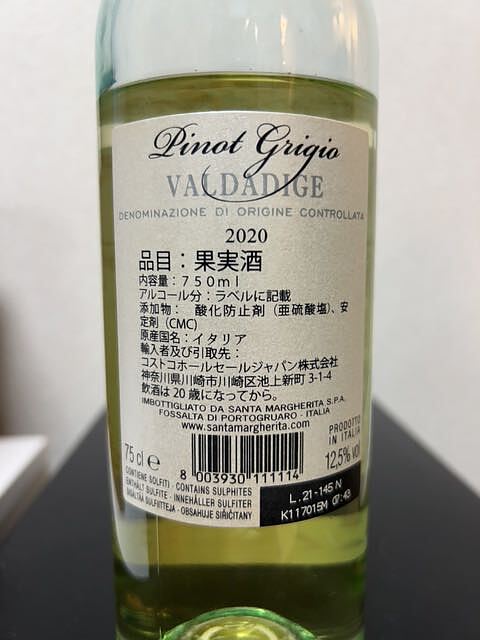 Pinot Grigio
VALDADIGE
DENOMINAZIONE DI ORIGINE CONTROLLATA
2020
品目：果実酒
内容量：750ml
アルコール分：ラベルに記載
添加物： 酸化防止剤（亜硫酸塩)、安
定剤（CMC）
原産国名：イタリア
輸入者及び引取先：
コストコホールセールジャパン株式会社
神奈川県川崎市川崎区池上新町 3-1-4
飲酒は 20 歳になってから。
IMBOTTIGLIATO DA SANTA MARGHERITA S.P.A.
FOSSALTA DI PORTOGRUARO - ITALIA
www.santamargherita.com
PRODOTTO
IN ITALIA
75 cl e
12,5% vol
8 003930 111114
CONTIENE SOLFITI - CONTAINS SULPHITES
ENTHÄLT SULFITE - INNEHÅLLER SULFITER
SISÄLTÄÄ SULFIITTEJA - OBSAHUJE SIŘIČITANY
L.21-145 N
K117015M 07:43